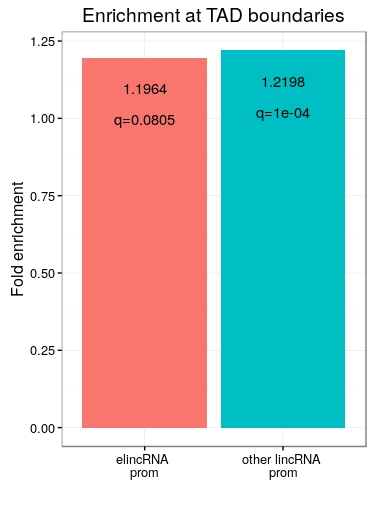 Enrichment at TAD boundaries
Fold enrichment
1.25
1.00
0.75
0.50
0.25
0.00
1.1964
q=0.0805
1.2198
q=1e-04
elincRNA
prom
other lincRNA
prom